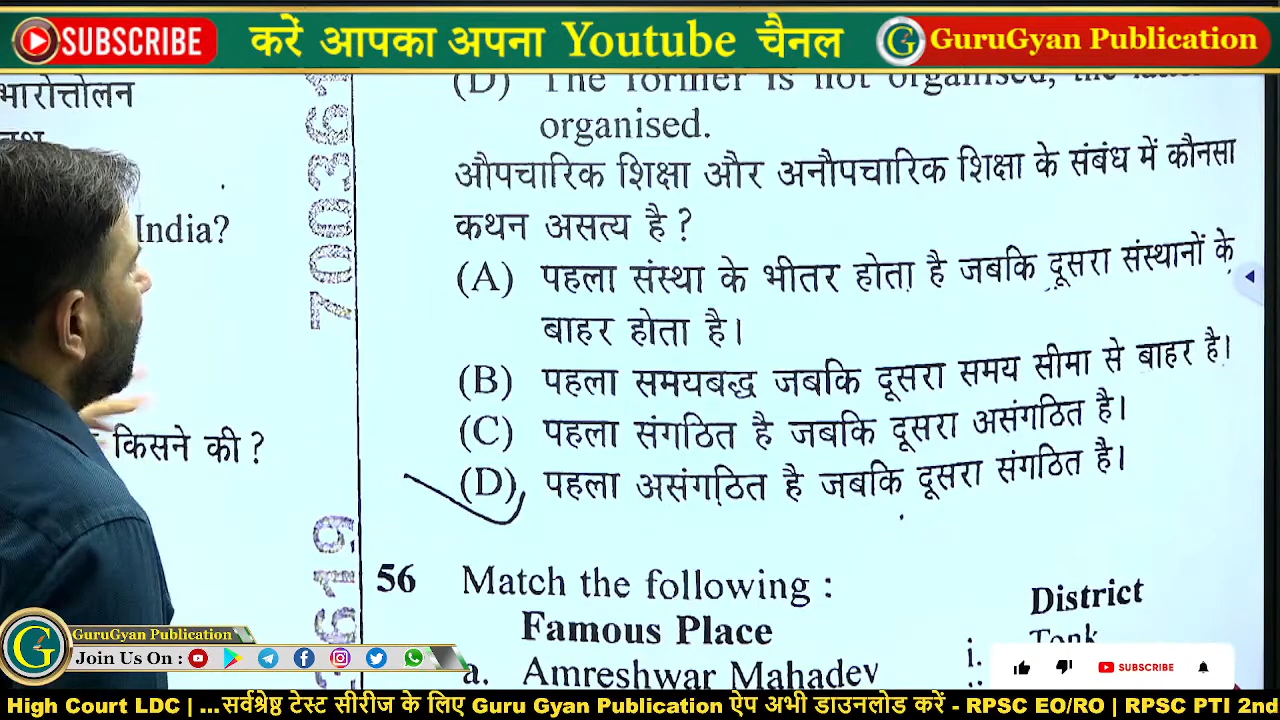 SUBSCRIBE करें आपका अपना Youtube चैनल GuruGyan Publication
भारोत्तोलन
India?
किसने की ?
(D) The former is not organised, the latter
organised.
औपचारिक शिक्षा और अनौपचारिक शिक्षा के संबंध में कौनसा
कथन असत्य है ?
(A) पहला संस्था के भीतर होता है जबकि दूसरा संस्थानों के
बाहर होता है।
(B) पहला समयबद्ध जबकि दूसरा समय सीमा से बाहर है।
(C) पहला संगठित है जबकि दूसरा असंगठित है।
(D) पहला असंगठित है जबकि दूसरा संगठित है।
56 Match the following :
Famous Place District
a. Amreshwar Mahadev i. Tonk
GuruGyan Publication
Join Us On :
SUBSCRIBE
High Court LDC | ...सर्वश्रेष्ठ टेस्ट सीरीज के लिए Guru Gyan Publication ऐप अभी डाउनलोड करें - RPSC EO/RO | RPSC PTI 2nd